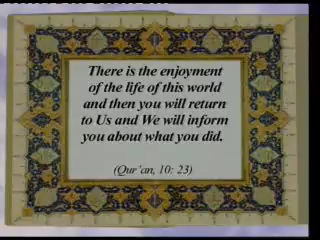 There is the enjoyment
of the life of this world
and then you will return
to Us and We will inform
you about what you did.
(Qur'an, 10: 23)